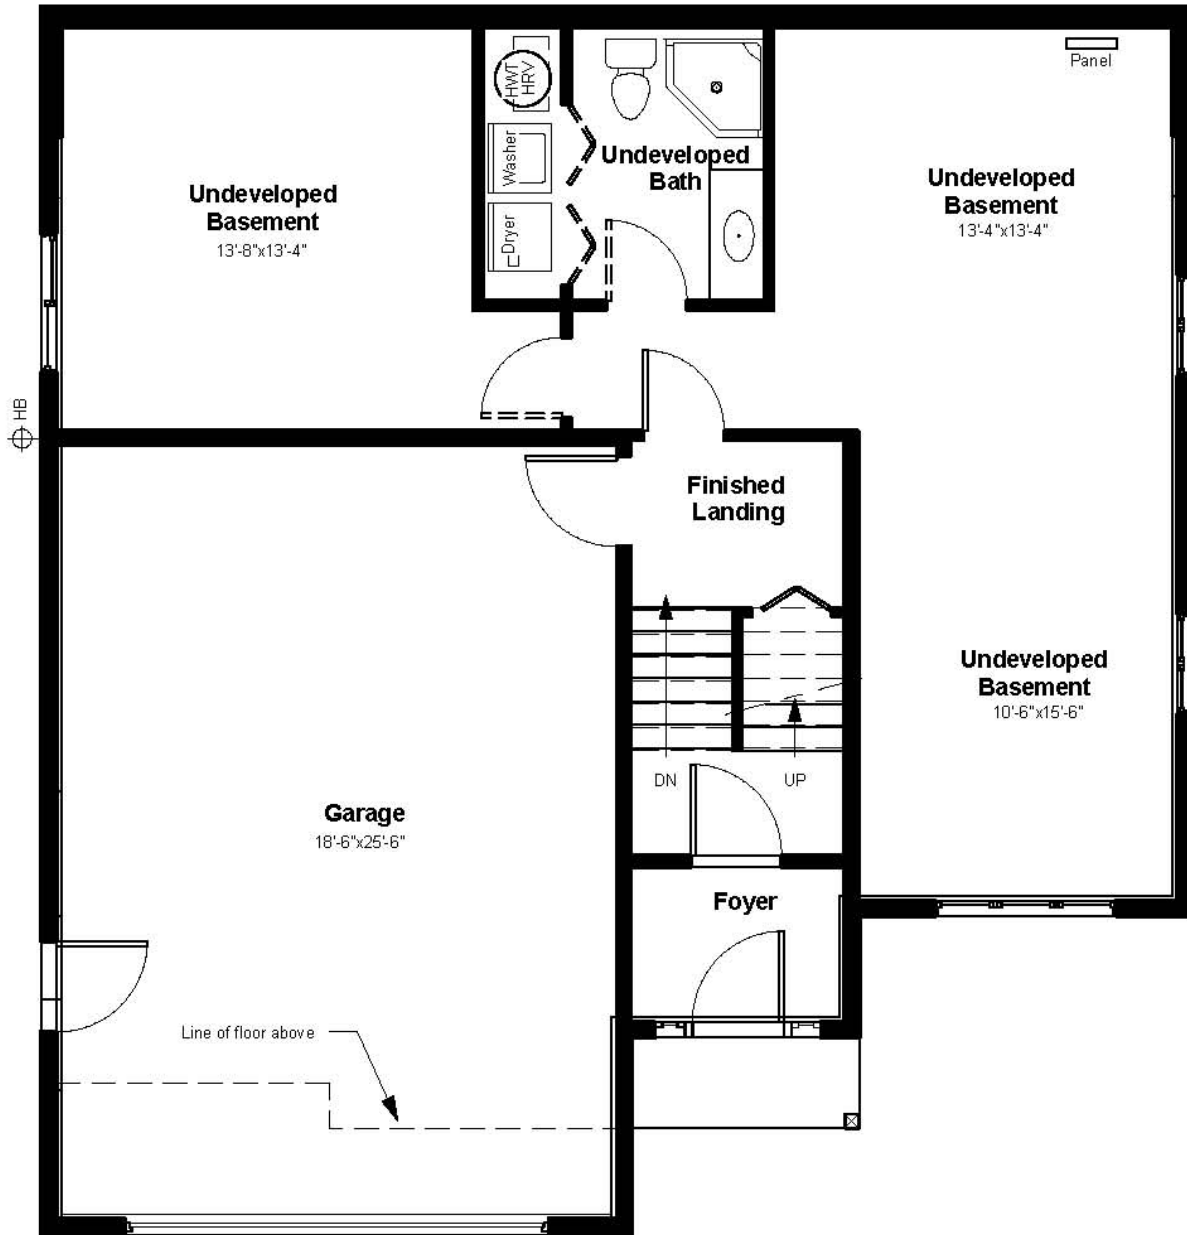 Panel
HWT
HRV
Washer
Dryer
Undeveloped
Bath
Undeveloped
Basement
13'-8"x13'-4"
Undeveloped
Basement
13'-4"x13'-4"
HB
Finished
Landing
Undeveloped
Basement
10'-6"x15'-6"
DN
UP
Garage
18'-6"x25'-6"
Foyer
Line of floor above